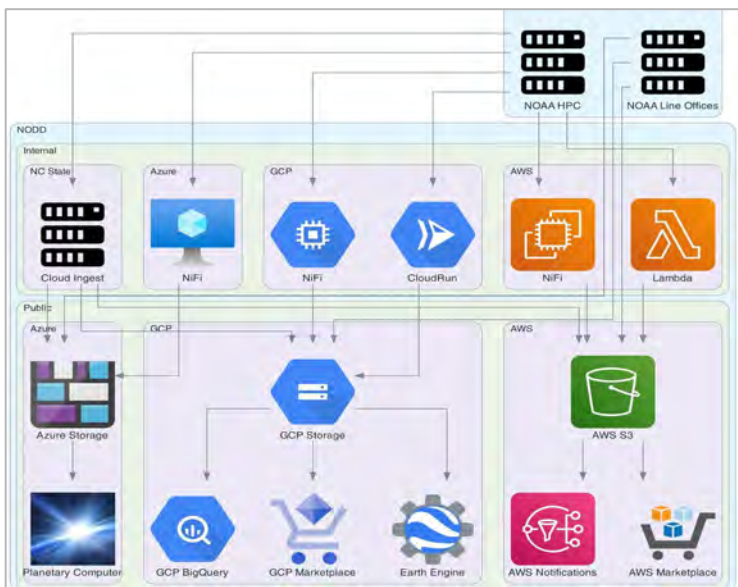 NOAA HPC
NOAA Line Offices
NODD
Internal
NC State
Azure
GCP
AWS
Cloud Ingest
NiFi
NiFi
CloudRun
NiFi
Lambda
Public
Azure
GCP
AWS
Azure Storage
GCP Storage
AWS S3
Planetary Computer
GCP BigQuery
GCP Marketplace
Earth Engine
AWS Notifications
AWS Marketplace